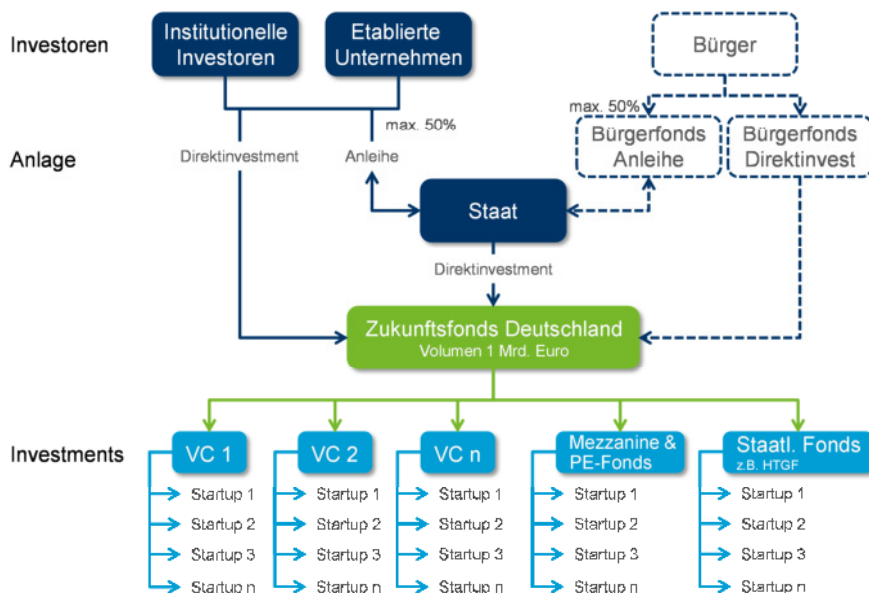 Investoren
Institutionelle
Investoren
Etablierte
Unternehmen
Bürger
max. 50%
max. 50%
Anlage
Direktinvestment
Anleihe
Bürgerfonds
Anleihe
Bürgerfonds
Direktinvest
Staat
Direktinvestment
Zukunftsfonds Deutschland
Volumen 1 Mrd. Euro
Investments
VC 1
VC 2
VC n
Mezzanine &
PE-Fonds
Staatl. Fonds
z.B. HTGF
Startup 1
Startup 1
Startup 1
Startup 1
Startup 1
Startup 2
Startup 2
Startup 2
Startup 2
Startup 2
Startup 3
Startup 3
Startup 3
Startup 3
Startup 3
Startup n
Startup n
Startup n
Startup n
Startup n